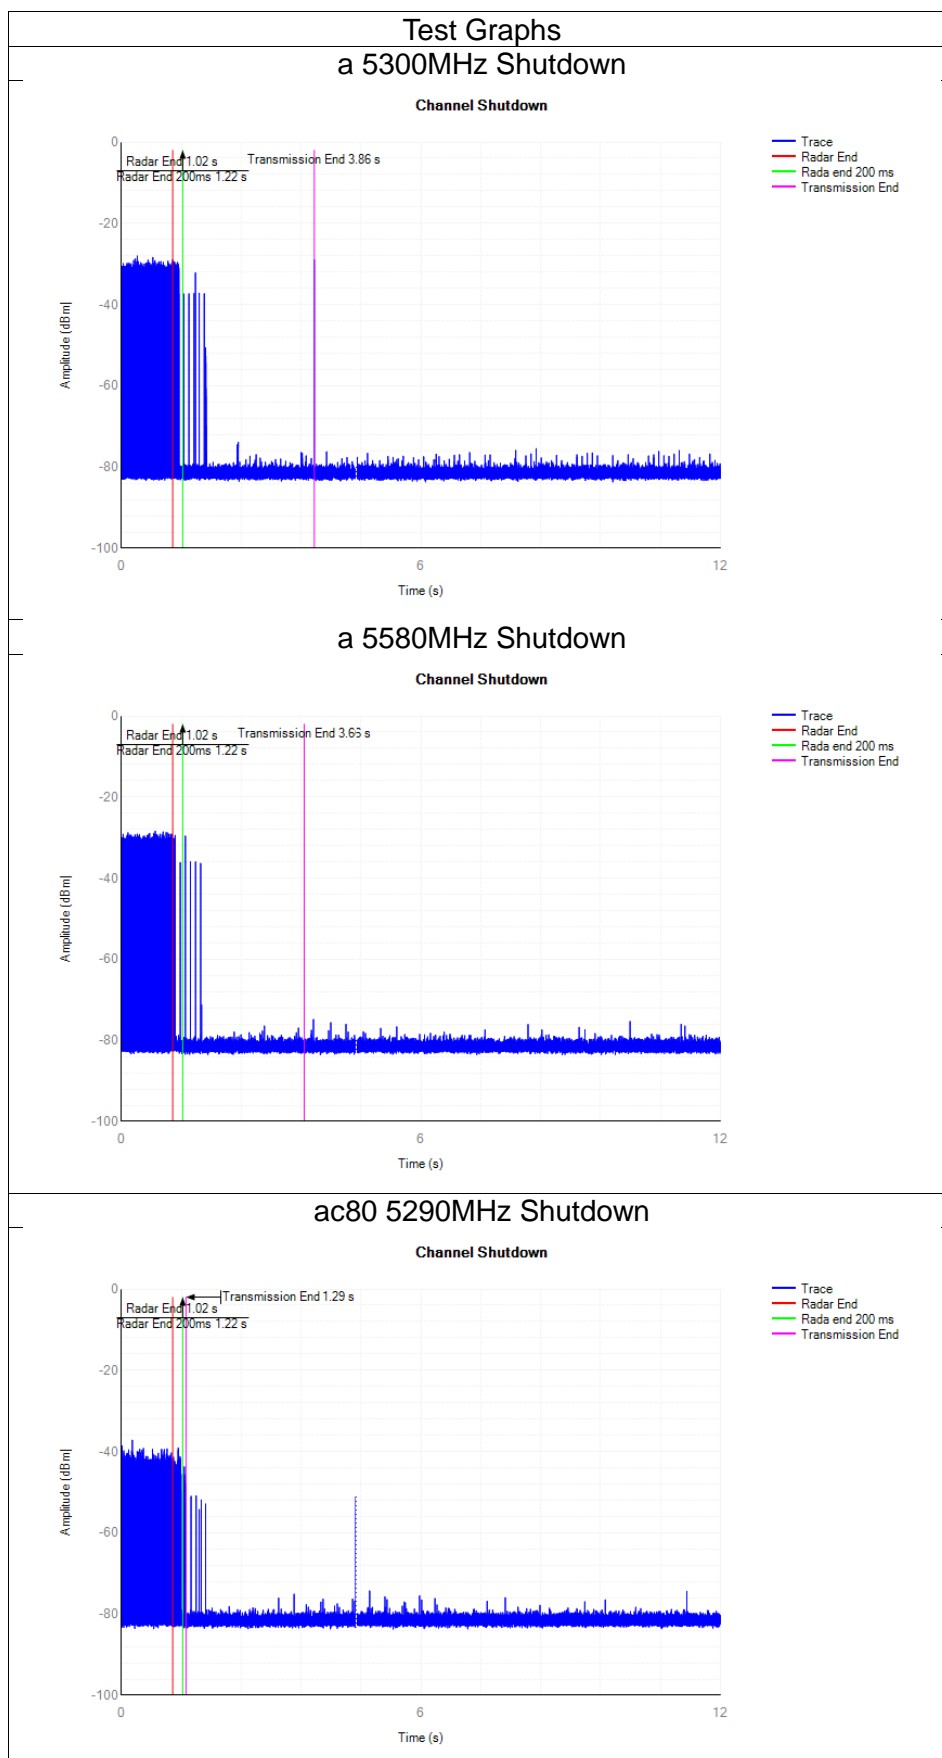 Test Graphs
a 5300MHz Shutdown
Channel Shutdown
Radar End 1.02 s
Transmission End 3.86 s
Radar End 200ms 1.22 s
Trace
Radar End
Rada end 200 ms
Transmission End
0
-20
-40
-60
-80
-100
Amplitude (dBm)
0
6
12
Time (s)
a 5580MHz Shutdown
Channel Shutdown
Radar End 1.02 s
Transmission End 3.66 s
Radar End 200ms 1.22 s
Trace
Radar End
Rada end 200 ms
Transmission End
0
-20
-40
-60
-80
-100
Amplitude (dBm)
0
6
12
Time (s)
ac80 5290MHz Shutdown
Channel Shutdown
Transmission End 1.29 s
Radar End 1.02 s
Radar End 200ms 1.22 s
Trace
Radar End
Rada end 200 ms
Transmission End
0
-20
-40
-60
-80
-100
Amplitude (dBm)
0
6
12
Time (s)